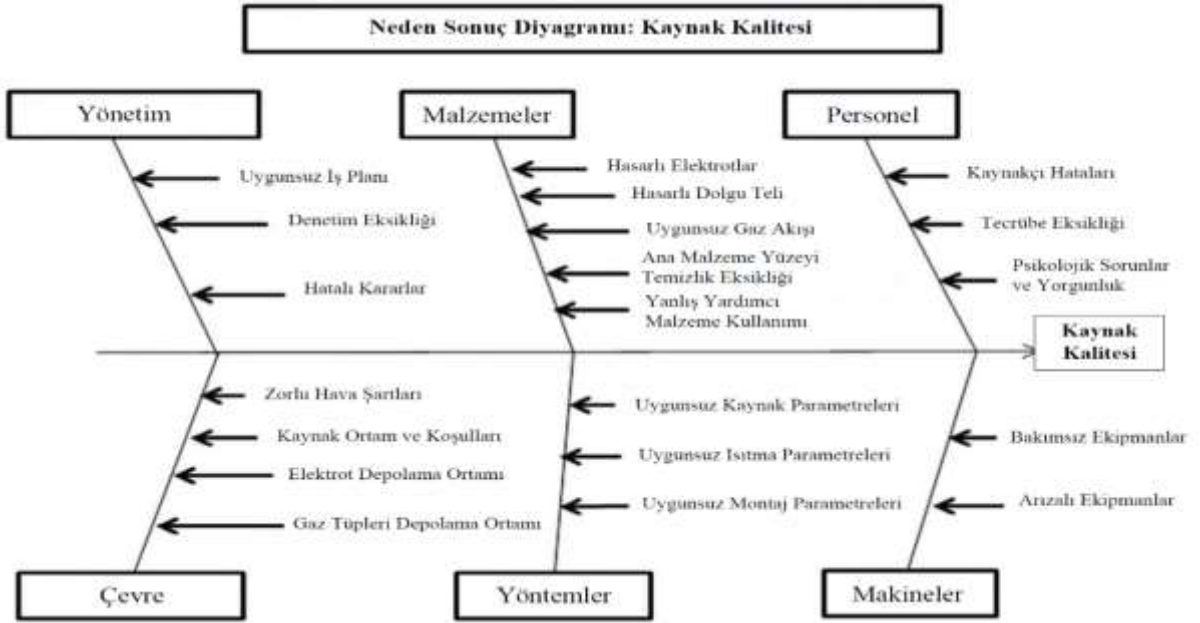 Neden Sonuç Diyagramı: Kaynak Kalitesi
Yönetim
Malzemeler
Personel
Uygunsuz İş Planı
Denetim Eksikliği
Hatalı Kararlar
Hasarlı Elektrotlar
Hasarlı Dolgu Teli
Uygunsuz Gaz Akışı
Ana Malzeme Yüzeyi
Temizlik Eksikliği
Yanlış Yardımcı
Malzeme Kullanımı
Kaynakçı Hataları
Tecrübe Eksikliği
Psikolojik Sorunlar
ve Yorgunluk
Kaynak
Kalitesi
Zorlu Hava Şartları
Kaynak Ortam ve Koşulları
Elektrot Depolama Ortamı
Gaz Tüpleri Depolama Ortamı
Uygunsuz Kaynak Parametreleri
Uygunsuz Isıtma Parametreleri
Uygunsuz Montaj Parametreleri
Bakımsız Ekipmanlar
Arızalı Ekipmanlar
Çevre
Yöntemler
Makineler